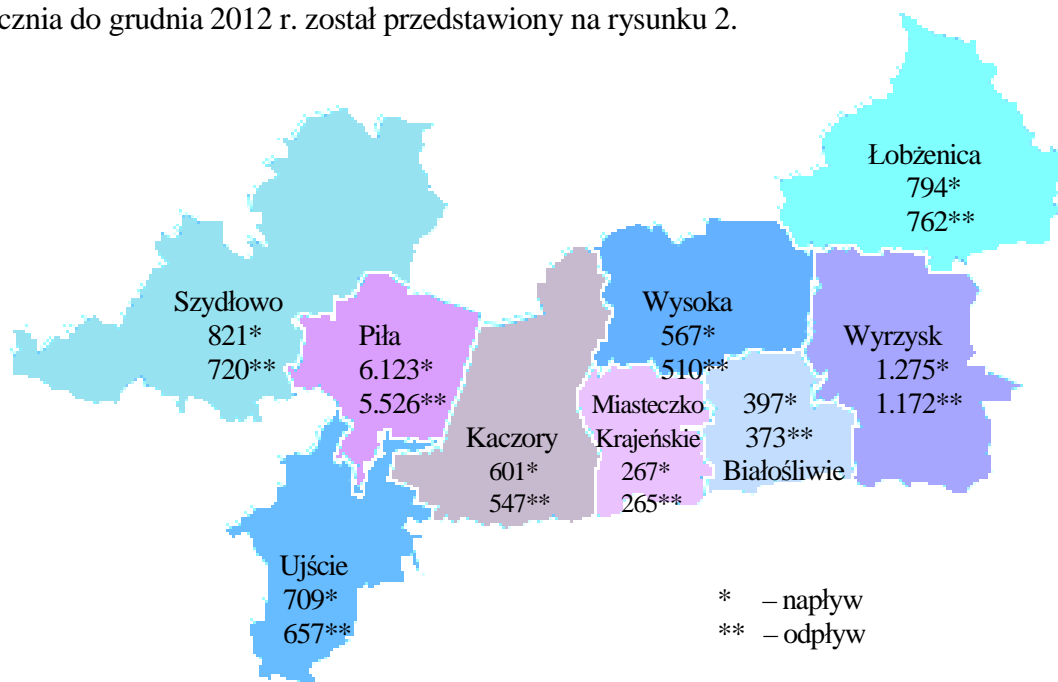 cznia do grudnia 2012 r. został przedstawiony na rysunku 2.
Łobżenica
794*
762**
Szydłowo
821*
720**
Piła
6.123*
5.526**
Wysoka
567*
510**
Wyrzysk
1.275*
1.172**
Kaczory
601*
547**
Miasteczko
Krajeńskie
267*
265**
397*
373**
Białośliwie
Ujście
709*
657**
* – napływ
** – odpływ